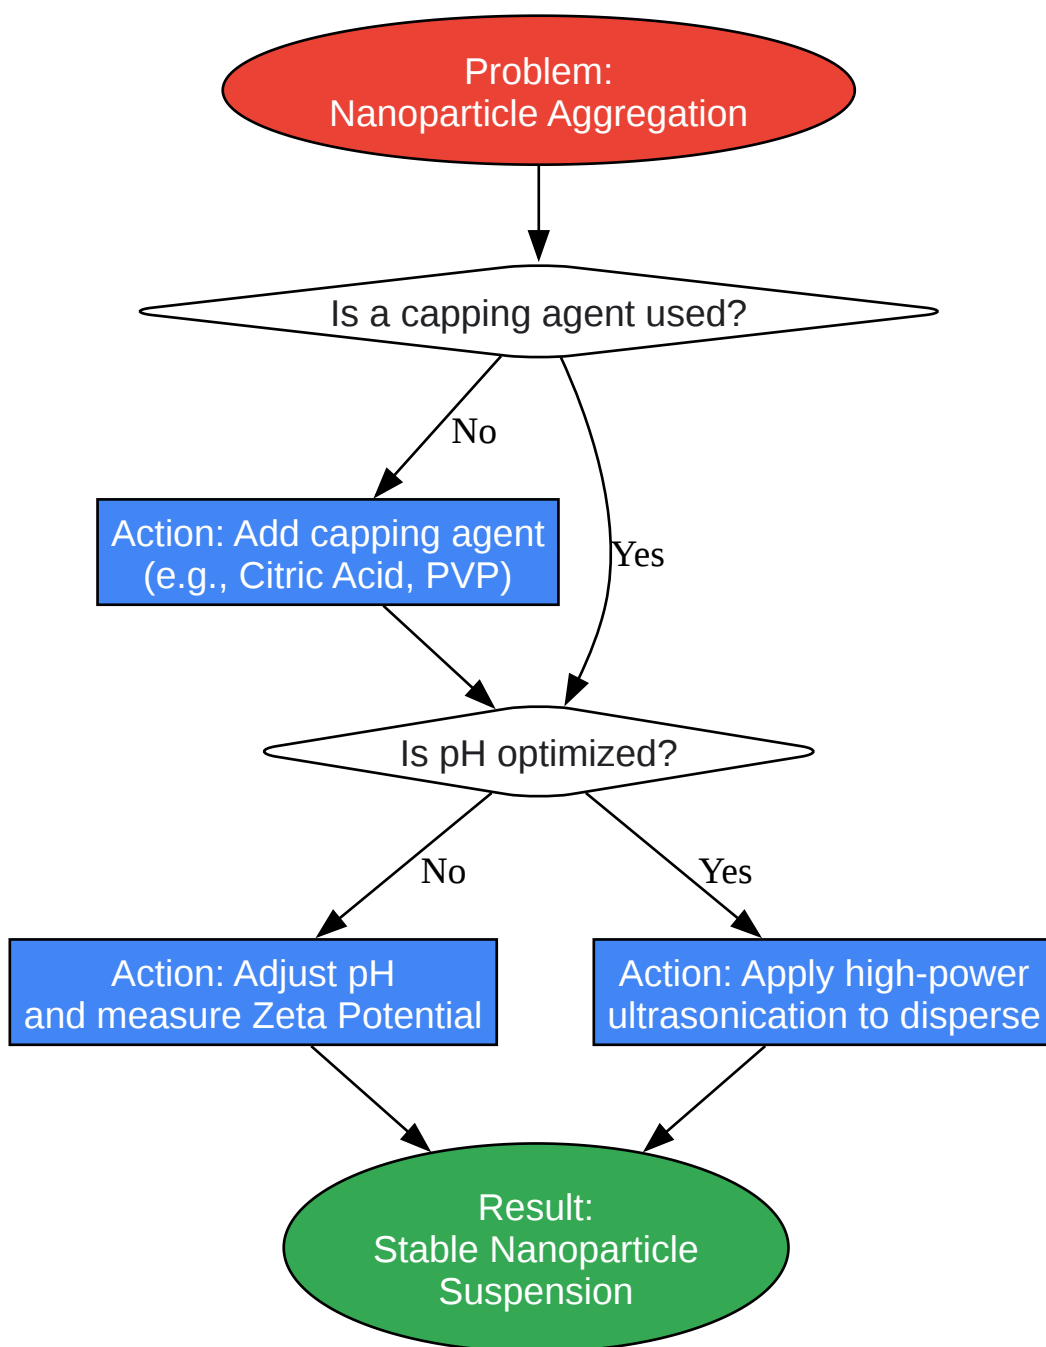 Problem:
Nanoparticle Aggregation
Is a capping agent used?
No
Action: Add capping agent
(e.g., Citric Acid, PVP)
Yes
Is pH optimized?
No
Yes
Action: Adjust pH
and measure Zeta Potential
Action: Apply high-power
ultrasonication to disperse
Result:
Stable Nanoparticle
Suspension